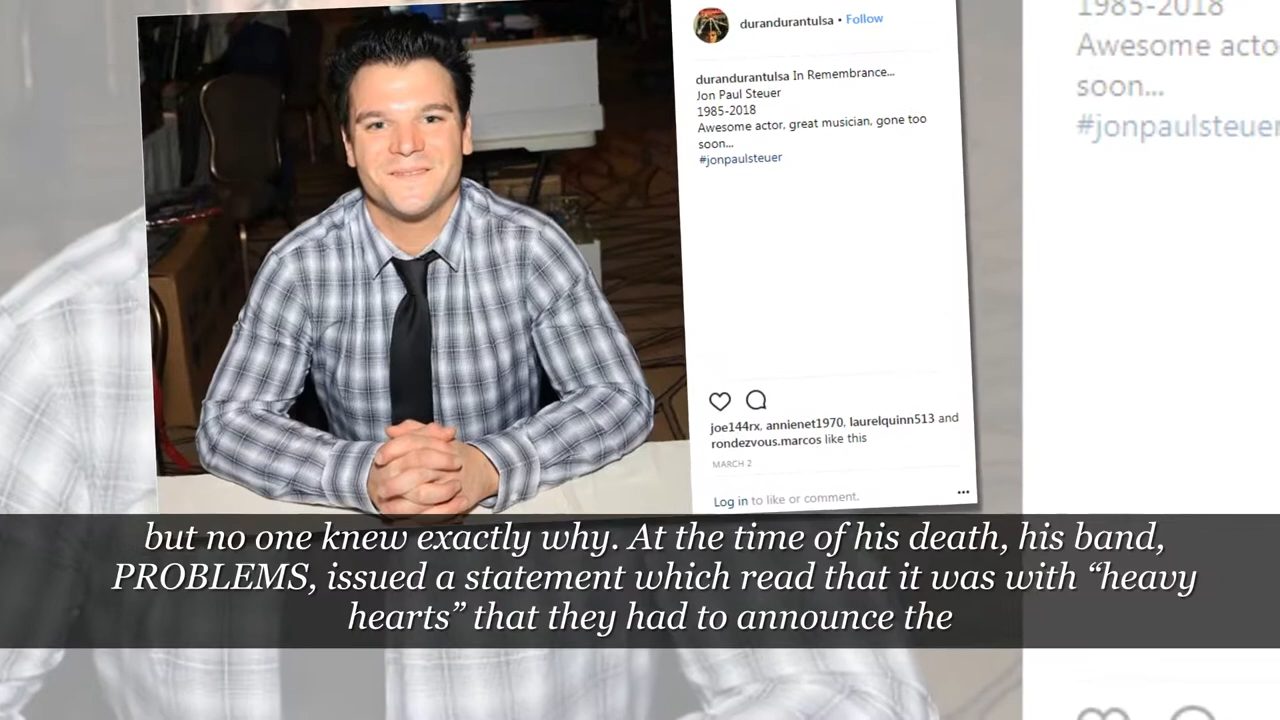 durandurantulsa • Follow
durandurantulsa In Remembrance...
Jon Paul Steuer
1985-2018
Awesome actor, great musician, gone too
soon...
#jonpaulsteuer
joe144rx, annienet1970, laurelquinn513 and
rondezvous.marcos like this
MARCH 2
Log in to like or comment.
1985-2018
Awesome acto
soon...
#jonpaulsteuer
but no one knew exactly why. At the time of his death, his band,
PROBLEMS, issued a statement which read that it was with “heavy
hearts” that they had to announce the